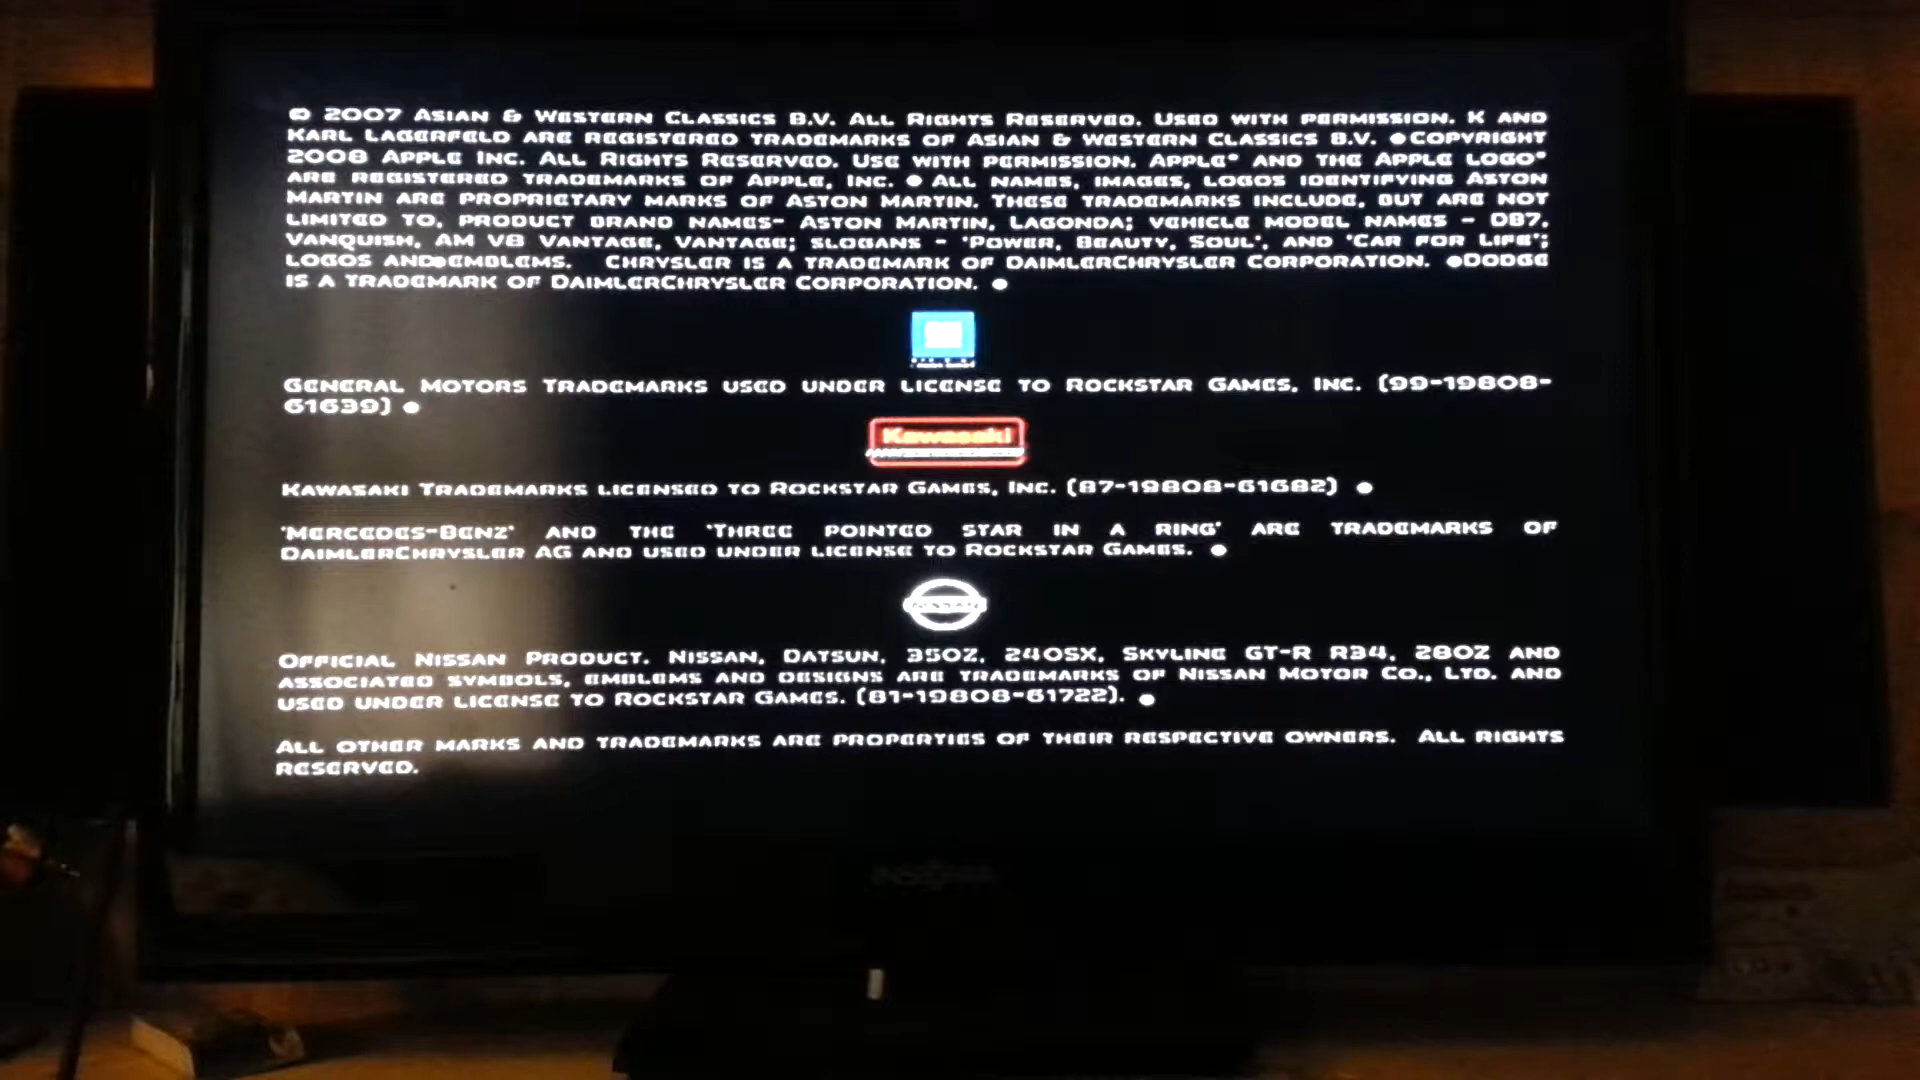 © 2007 Asian & Western Classics B.V. All Rights Reserved. Used with permission. K and
Karl Lagerfeld are registered trademarks of Asian & Western Classics B.V. ●Copyright
2008 Apple Inc. All Rights Reserved. Use with permission. Apple® and the Apple logo®
are registered trademarks of Apple, Inc. ● All names, images, logos identifying Aston
Martin are proprietary marks of Aston Martin. These trademarks include, but are not
limited to, product brand names- Aston Martin, Lagonda; vehicle model names - DB7,
Vanquish, AM V8 Vantage, Vantage; slogans - 'Power, Beauty, Soul', and 'Car for Life';
logos and●emblems. Chrysler is a trademark of DaimlerChrysler Corporation. ●Dodge
is a trademark of DaimlerChrysler Corporation. ●
GM
General Motors Trademarks used under license to Rockstar Games, Inc. (99-19808-
61639) ●
Kawasaki
Kawasaki Trademarks licensed to Rockstar Games, Inc. (87-19808-61682) ●
'Mercedes-Benz' and the 'Three pointed star in a ring' are trademarks of
DaimlerChrysler AG and used under license to Rockstar Games. ●
NISSAN
Official Nissan Product. Nissan, Datsun, 350Z, 240SX, Skyline GT-R R34, 280Z and
associated symbols, emblems and designs are trademarks of Nissan Motor Co., Ltd. and
used under license to Rockstar Games. (81-19808-61722). ●
All other marks and trademarks are properties of their respective owners. All rights
reserved.
INSIGNIA